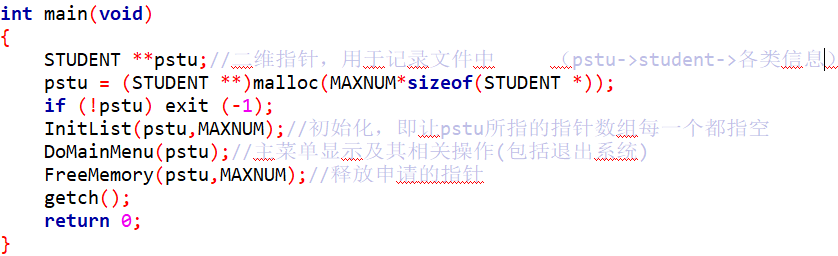 int main(void)
{
    STUDENT **pstu;//二维指针，用于记录文件中      （pstu->student->各类信息）
    pstu = (STUDENT **)malloc(MAXNUM*sizeof(STUDENT *));
    if (!pstu) exit (-1);
    InitList(pstu,MAXNUM);//初始化，即让pstu所指的指针数组每一个都指空
    DoMainMenu(pstu);//主菜单显示及其相关操作(包括退出系统)
    FreeMemory(pstu,MAXNUM);//释放申请的指针
    getch();
    return 0;
}